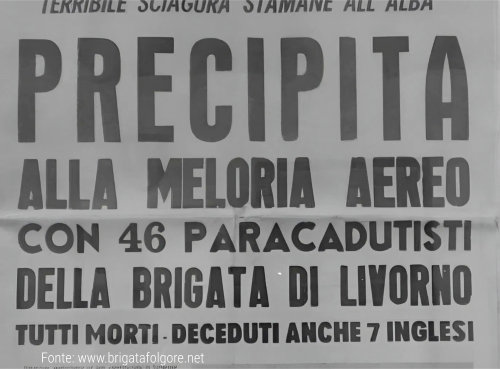 TERRIBILE SCIAGURA STAMANE ALL'ALBA
PRECIPITA
ALLA MELORIA AEREO
CON 46 PARACADUTISTI
DELLA BRIGATA DI LIVORNO
TUTTI MORTI - DECEDUTI ANCHE 7 INGLESI
Fonte: www.brigatafolgore.net